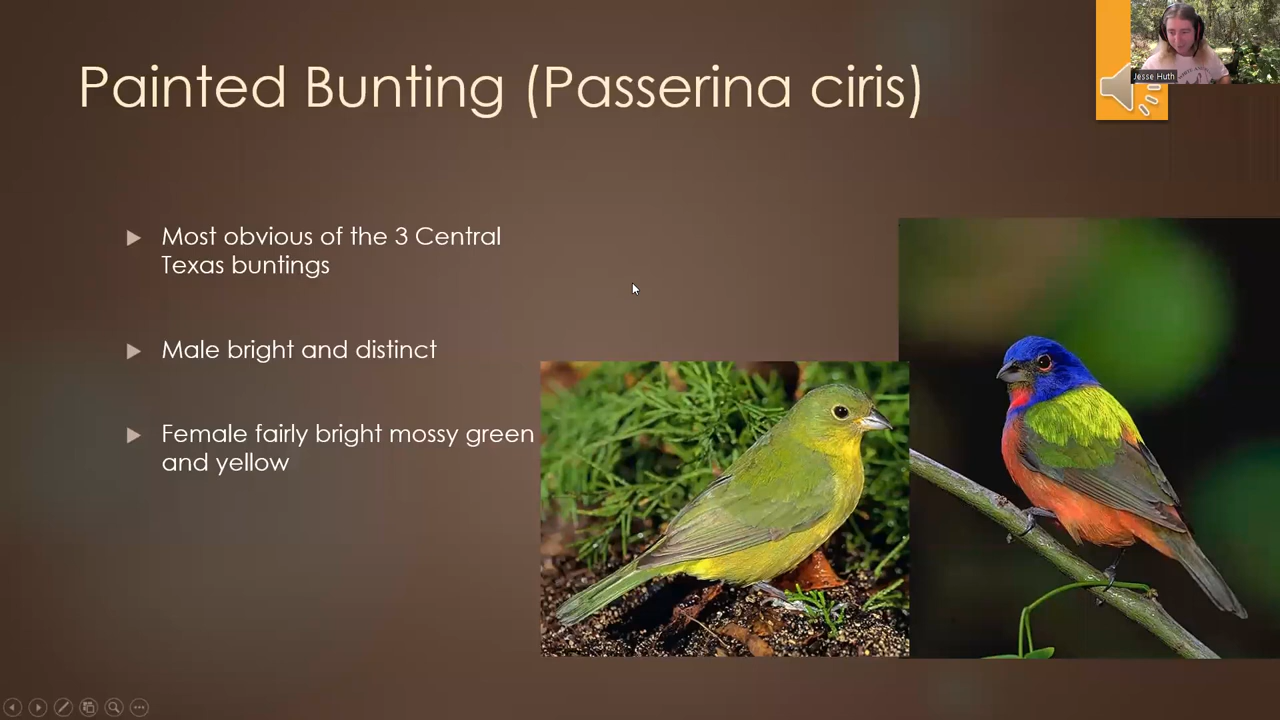 Painted Bunting (Passerina ciris)
Jesse Huth
Most obvious of the 3 Central
Texas buntings
Male bright and distinct
Female fairly bright mossy green
and yellow